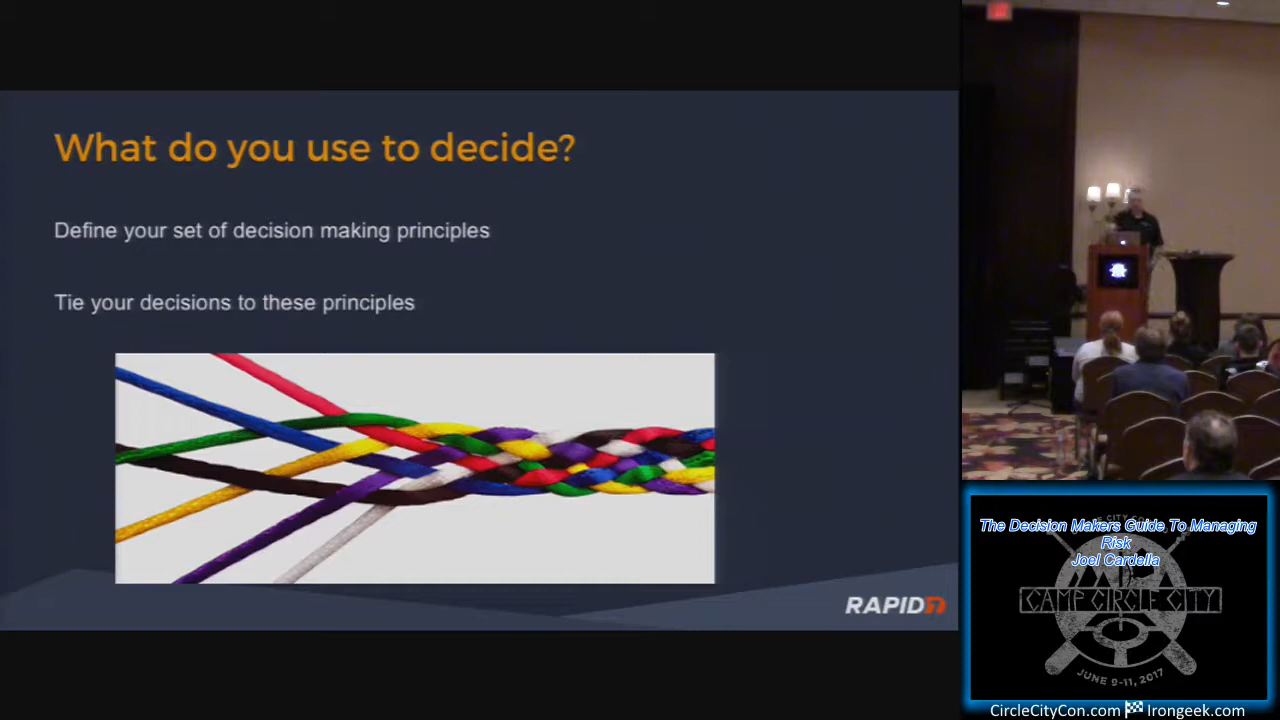 What do you use to decide?
Define your set of decision making principles
Tie your decisions to these principles
RAPID7
The Decision Makers Guide To Managing
Risk
Joel Cardella
CAMP CIRCLE CITY
JUNE 9-11, 2017
CircleCityCon.com Irongeek.com